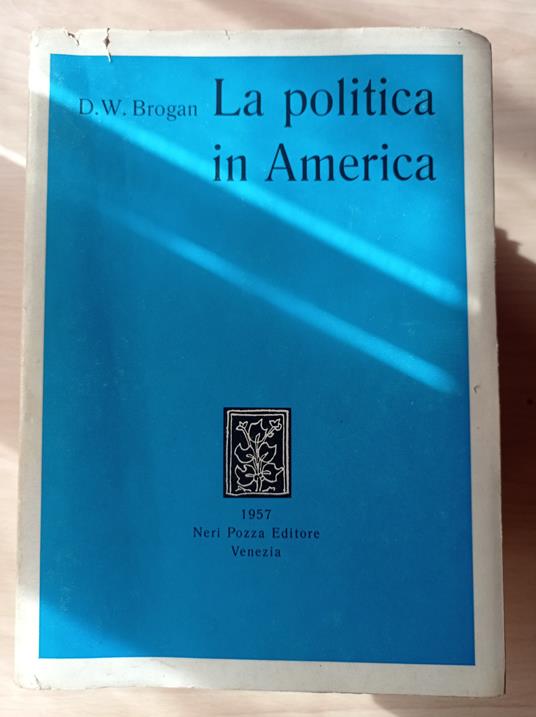 D.W. Brogan La politica
in America
1957
Neri Pozza Editore
Venezia